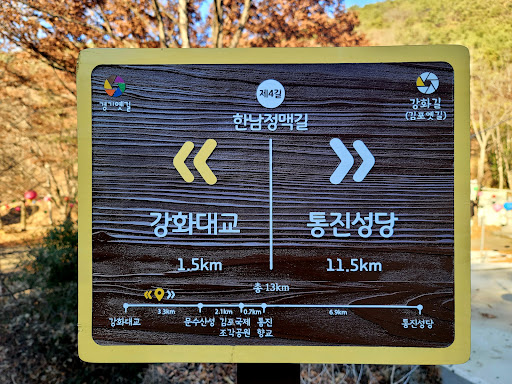 경기옛길
제4길
한남정맥길
강화길
(김포옛길)
강화대교
1.5km
통진성당
11.5km
총 13km
3.3km 2.1km 0.7km 6.9km
강화대교 문수산성 김포국제 통진 통진성당
조각공원 향교